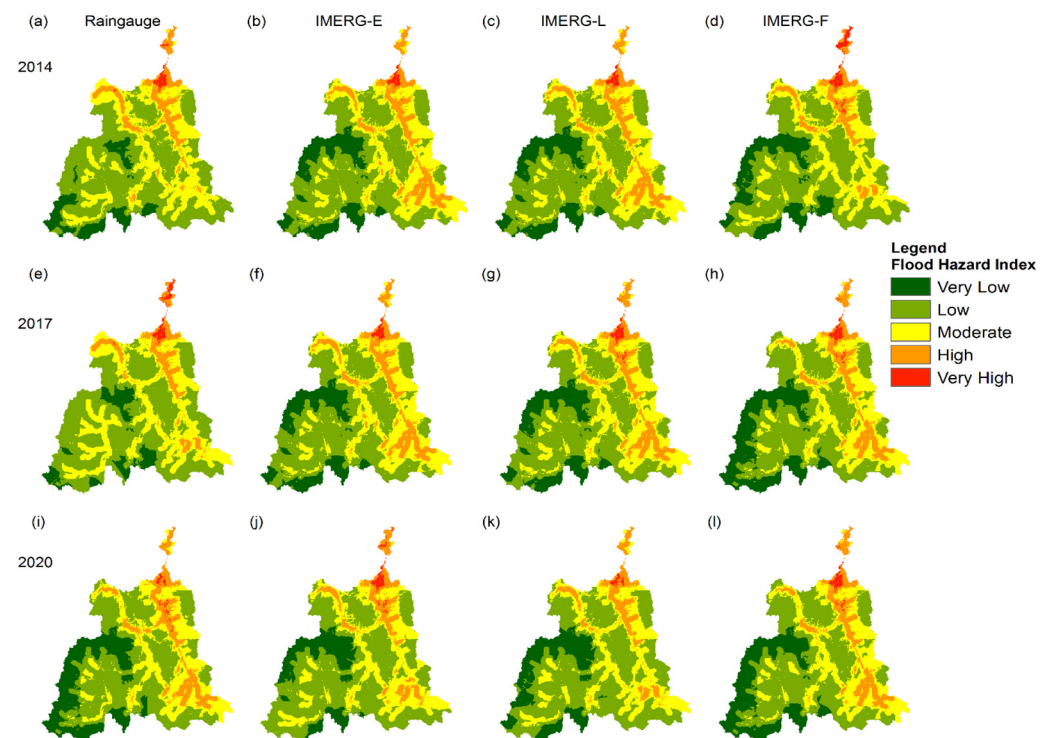 (a) Raingauge (b) IMERG-E (c) IMERG-L (d) IMERG-F
2014
Legend
Flood Hazard Index
Very Low
Low
Moderate
High
Very High
(e) (f) (g) (h)
2017
(i) (j) (k) (l)
2020